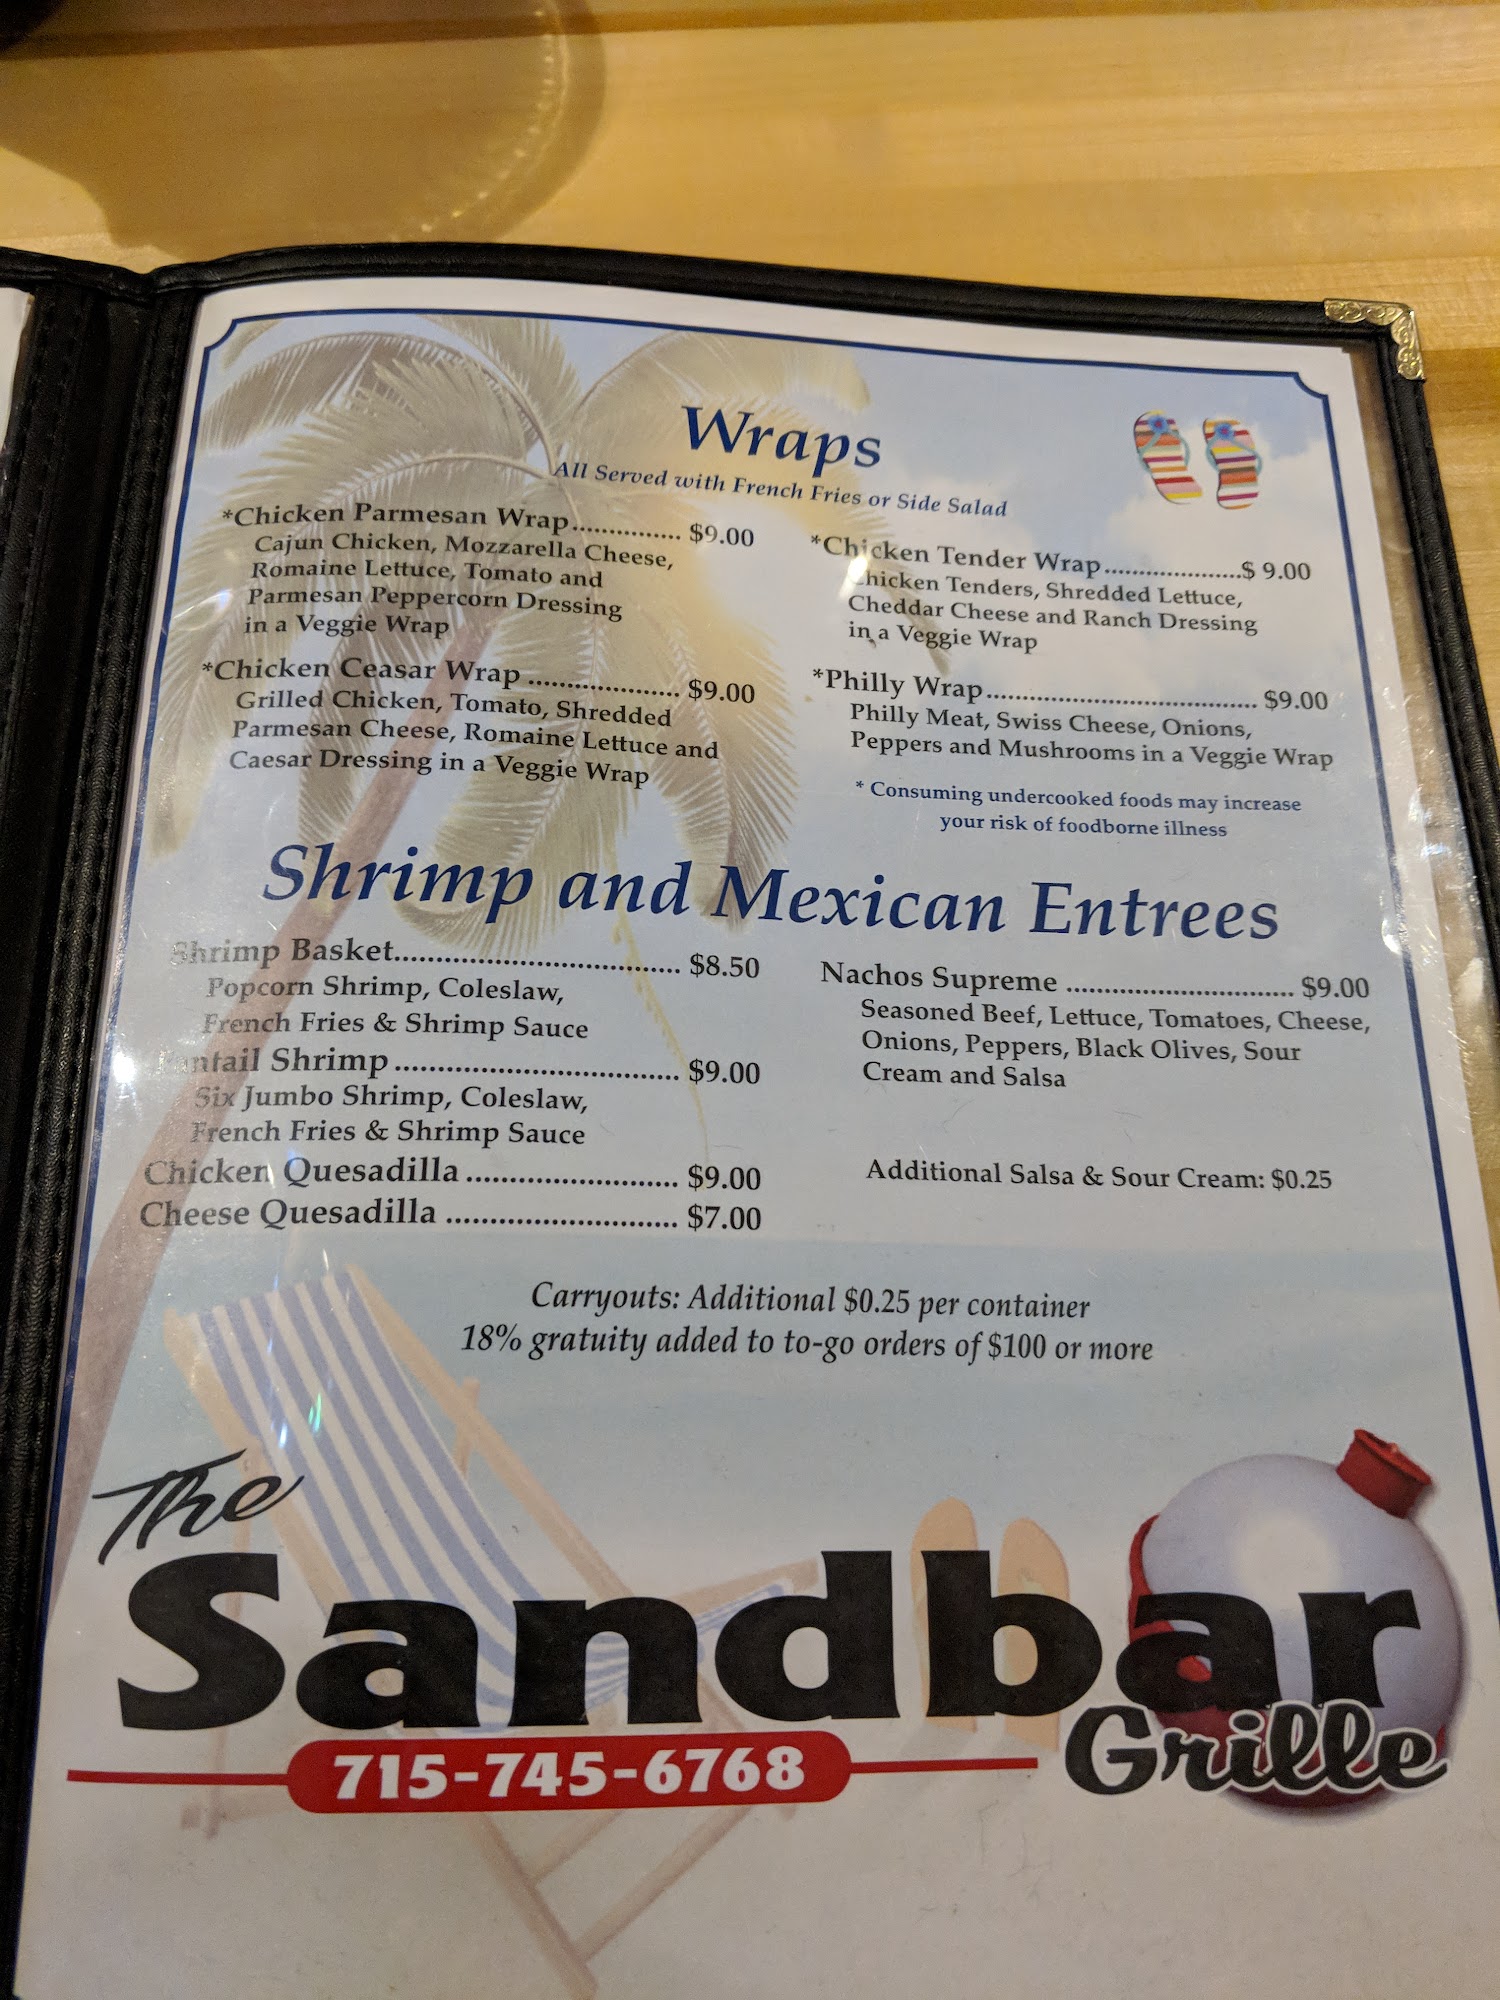 Wraps
All Served with French Fries or Side Salad
*Chicken Parmesan Wrap............... $9.00
Cajun Chicken, Mozzarella Cheese,
Romaine Lettuce, Tomato and
Parmesan Peppercorn Dressing
in a Veggie Wrap
*Chicken Ceasar Wrap .................... $9.00
Grilled Chicken, Tomato, Shredded
Parmesan Cheese, Romaine Lettuce and
Caesar Dressing in a Veggie Wrap
*Chicken Tender Wrap.....................$ 9.00
Chicken Tenders, Shredded Lettuce,
Cheddar Cheese and Ranch Dressing
in a Veggie Wrap
*Philly Wrap.................................... $9.00
Philly Meat, Swiss Cheese, Onions,
Peppers and Mushrooms in a Veggie Wrap
* Consuming undercooked foods may increase
your risk of foodborne illness
Shrimp and Mexican Entrees
Shrimp Basket..................................... $8.50
Popcorn Shrimp, Coleslaw,
French Fries & Shrimp Sauce
Fantail Shrimp .................................... $9.00
Six Jumbo Shrimp, Coleslaw,
French Fries & Shrimp Sauce
Chicken Quesadilla ........................... $9.00
Cheese Quesadilla .............................. $7.00
Nachos Supreme .............................. $9.00
Seasoned Beef, Lettuce, Tomatoes, Cheese,
Onions, Peppers, Black Olives, Sour
Cream and Salsa
Additional Salsa & Sour Cream: $0.25
Carryouts: Additional $0.25 per container
18% gratuity added to to-go orders of $100 or more
The
Sandbar
Grille
715-745-6768